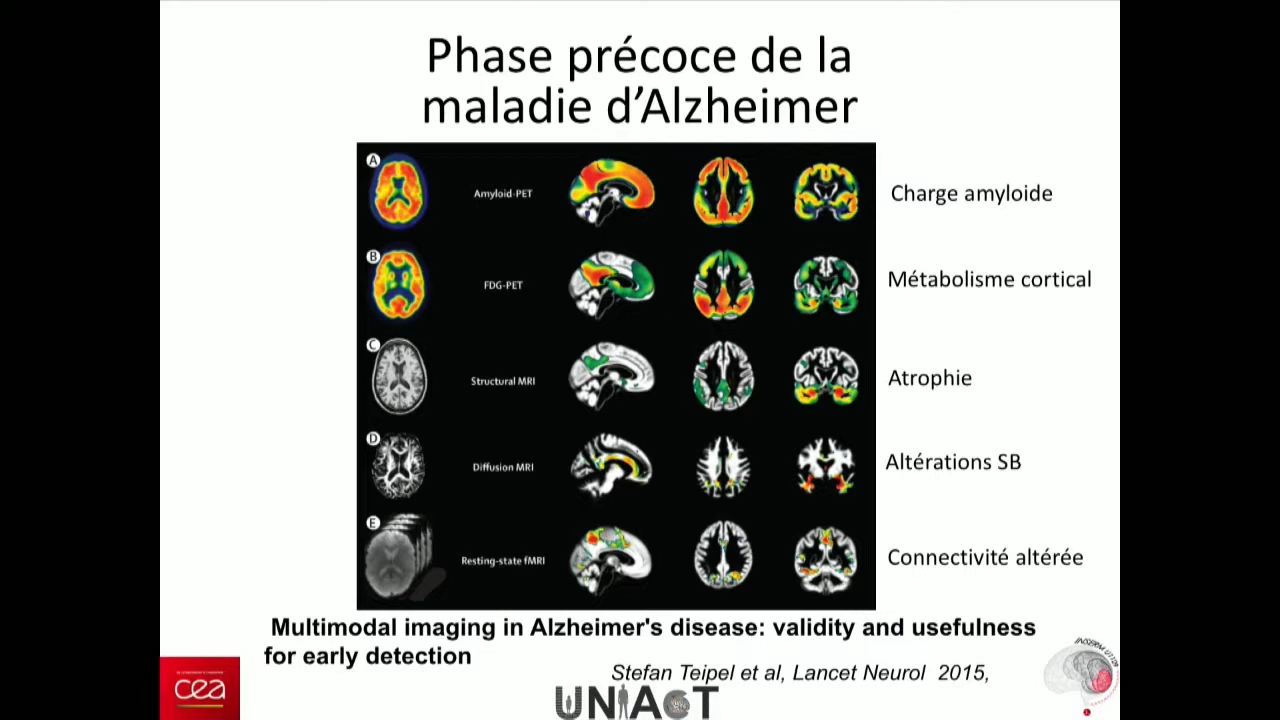 Phase précoce de la
maladie d'Alzheimer
A
Amyloid-PET
Charge amyloide
B
FDG-PET
Métabolisme cortical
C
Structural MRI
Atrophie
D
Diffusion MRI
Altérations SB
E
Resting-state fMRI
Connectivité altérée
Multimodal imaging in Alzheimer's disease: validity and usefulness
for early detection
Stefan Teipel et al, Lancet Neurol 2015,
cea
UNIACT